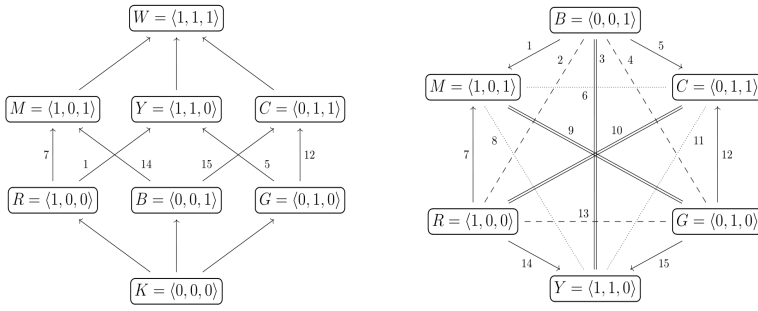 W = ⟨1, 1, 1⟩
M = ⟨1, 0, 1⟩ Y = ⟨1, 1, 0⟩ C = ⟨0, 1, 1⟩
7 1 14 15 5 12
R = ⟨1, 0, 0⟩ B = ⟨0, 0, 1⟩ G = ⟨0, 1, 0⟩
K = ⟨0, 0, 0⟩
B = ⟨0, 0, 1⟩
1 2 3 4 5
M = ⟨1, 0, 1⟩ C = ⟨0, 1, 1⟩
6
9 10
8 11
7 12
13
R = ⟨1, 0, 0⟩ G = ⟨0, 1, 0⟩
14 15
Y = ⟨1, 1, 0⟩